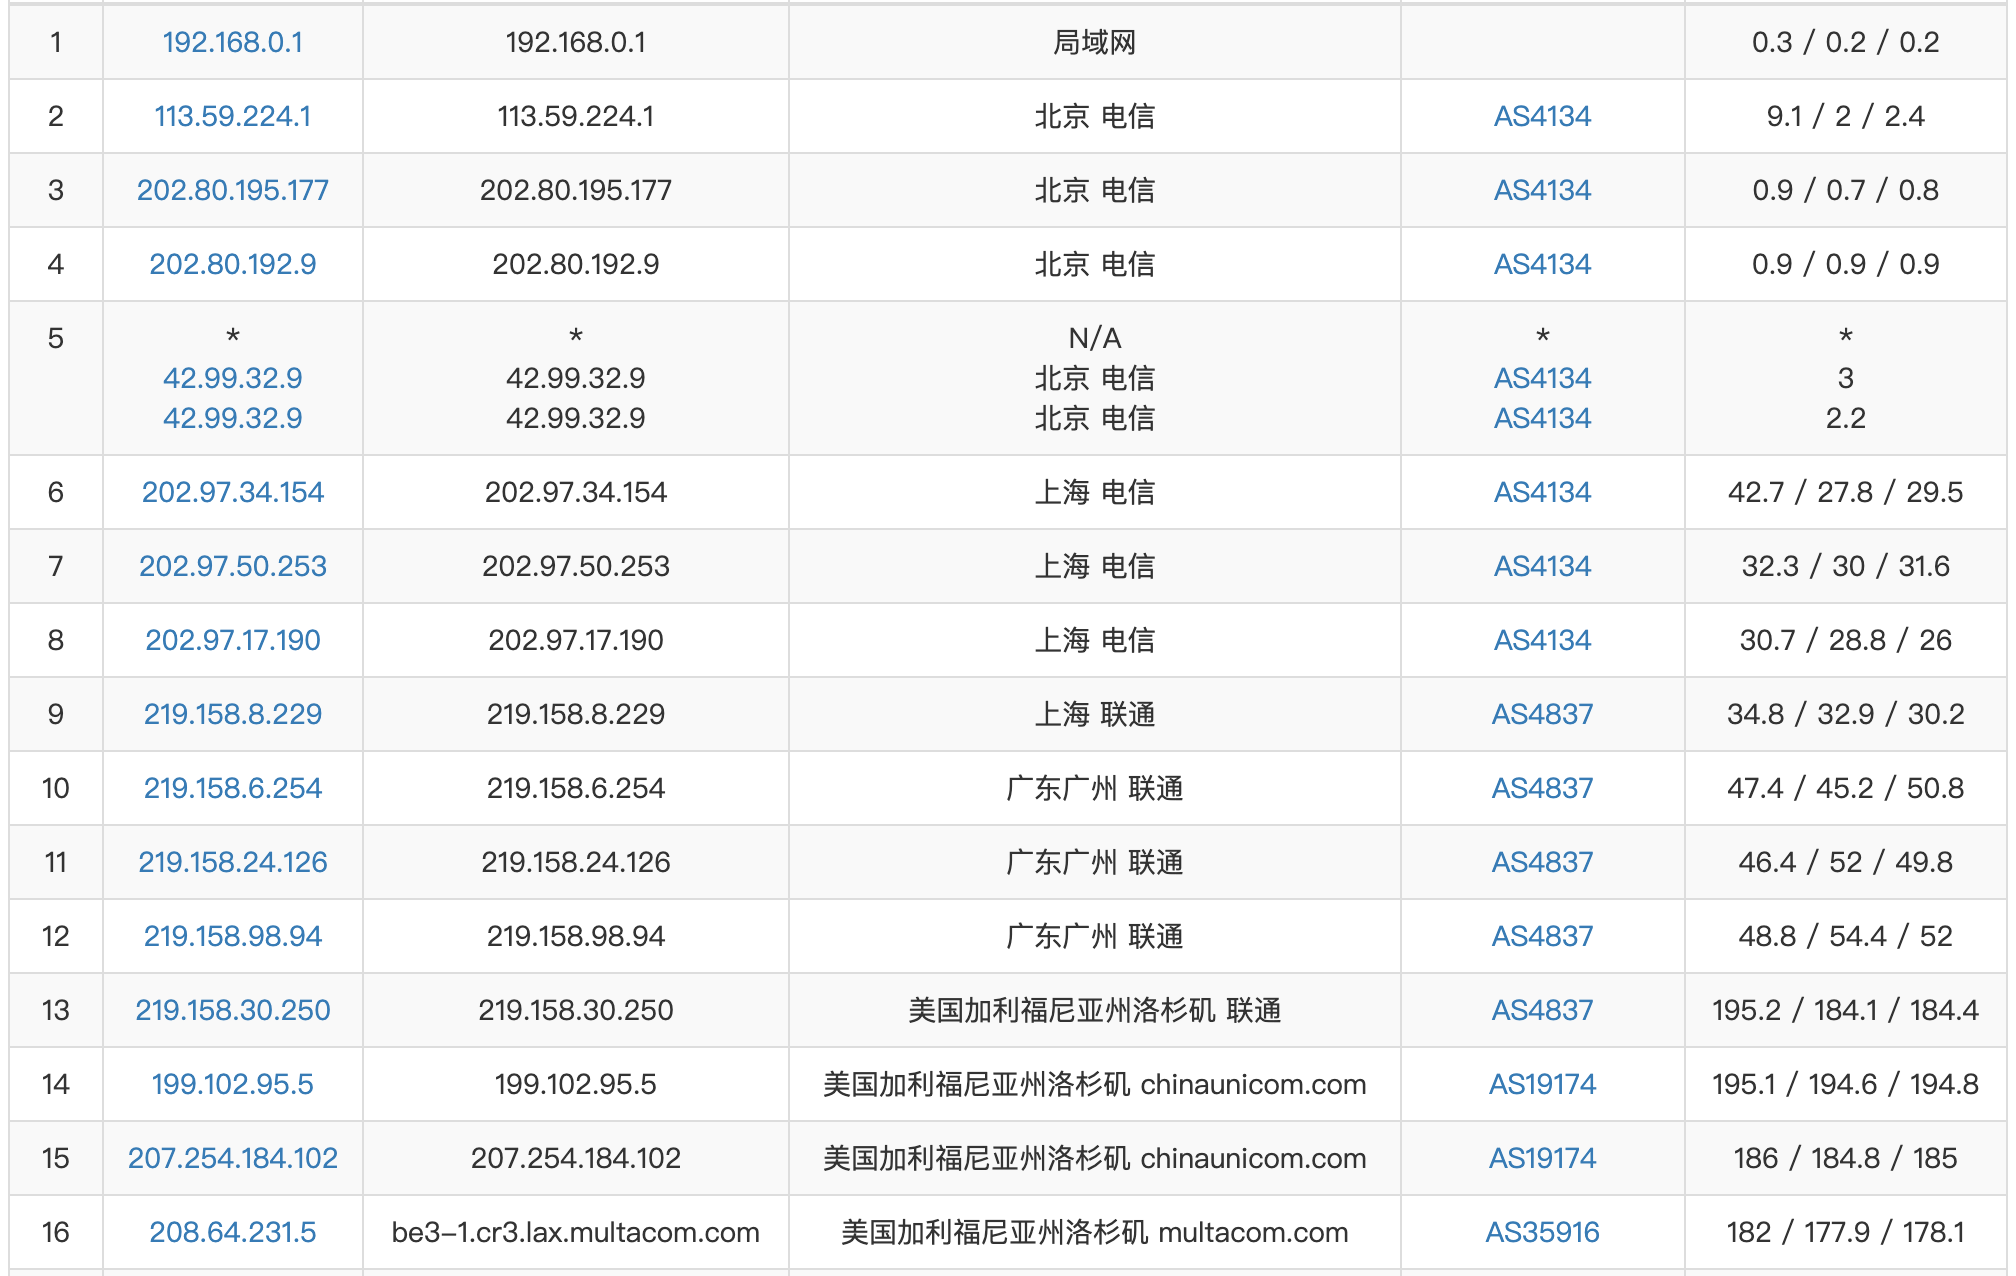 1 192.168.0.1 192.168.0.1 局域网 0.3 / 0.2 / 0.2
2 113.59.224.1 113.59.224.1 北京 电信 AS4134 9.1 / 2 / 2.4
3 202.80.195.177 202.80.195.177 北京 电信 AS4134 0.9 / 0.7 / 0.8
4 202.80.192.9 202.80.192.9 北京 电信 AS4134 0.9 / 0.9 / 0.9
5 * * N/A * *
42.99.32.9 42.99.32.9 北京 电信 AS4134 3
42.99.32.9 42.99.32.9 北京 电信 AS4134 2.2
6 202.97.34.154 202.97.34.154 上海 电信 AS4134 42.7 / 27.8 / 29.5
7 202.97.50.253 202.97.50.253 上海 电信 AS4134 32.3 / 30 / 31.6
8 202.97.17.190 202.97.17.190 上海 电信 AS4134 30.7 / 28.8 / 26
9 219.158.8.229 219.158.8.229 上海 联通 AS4837 34.8 / 32.9 / 30.2
10 219.158.6.254 219.158.6.254 广东广州 联通 AS4837 47.4 / 45.2 / 50.8
11 219.158.24.126 219.158.24.126 广东广州 联通 AS4837 46.4 / 52 / 49.8
12 219.158.98.94 219.158.98.94 广东广州 联通 AS4837 48.8 / 54.4 / 52
13 219.158.30.250 219.158.30.250 美国加利福尼亚州洛杉矶 联通 AS4837 195.2 / 184.1 / 184.4
14 199.102.95.5 199.102.95.5 美国加利福尼亚州洛杉矶 chinaunicom.com AS19174 195.1 / 194.6 / 194.8
15 207.254.184.102 207.254.184.102 美国加利福尼亚州洛杉矶 chinaunicom.com AS19174 186 / 184.8 / 185
16 208.64.231.5 be3-1.cr3.lax.multacom.com 美国加利福尼亚州洛杉矶 multacom.com AS35916 182 / 177.9 / 178.1